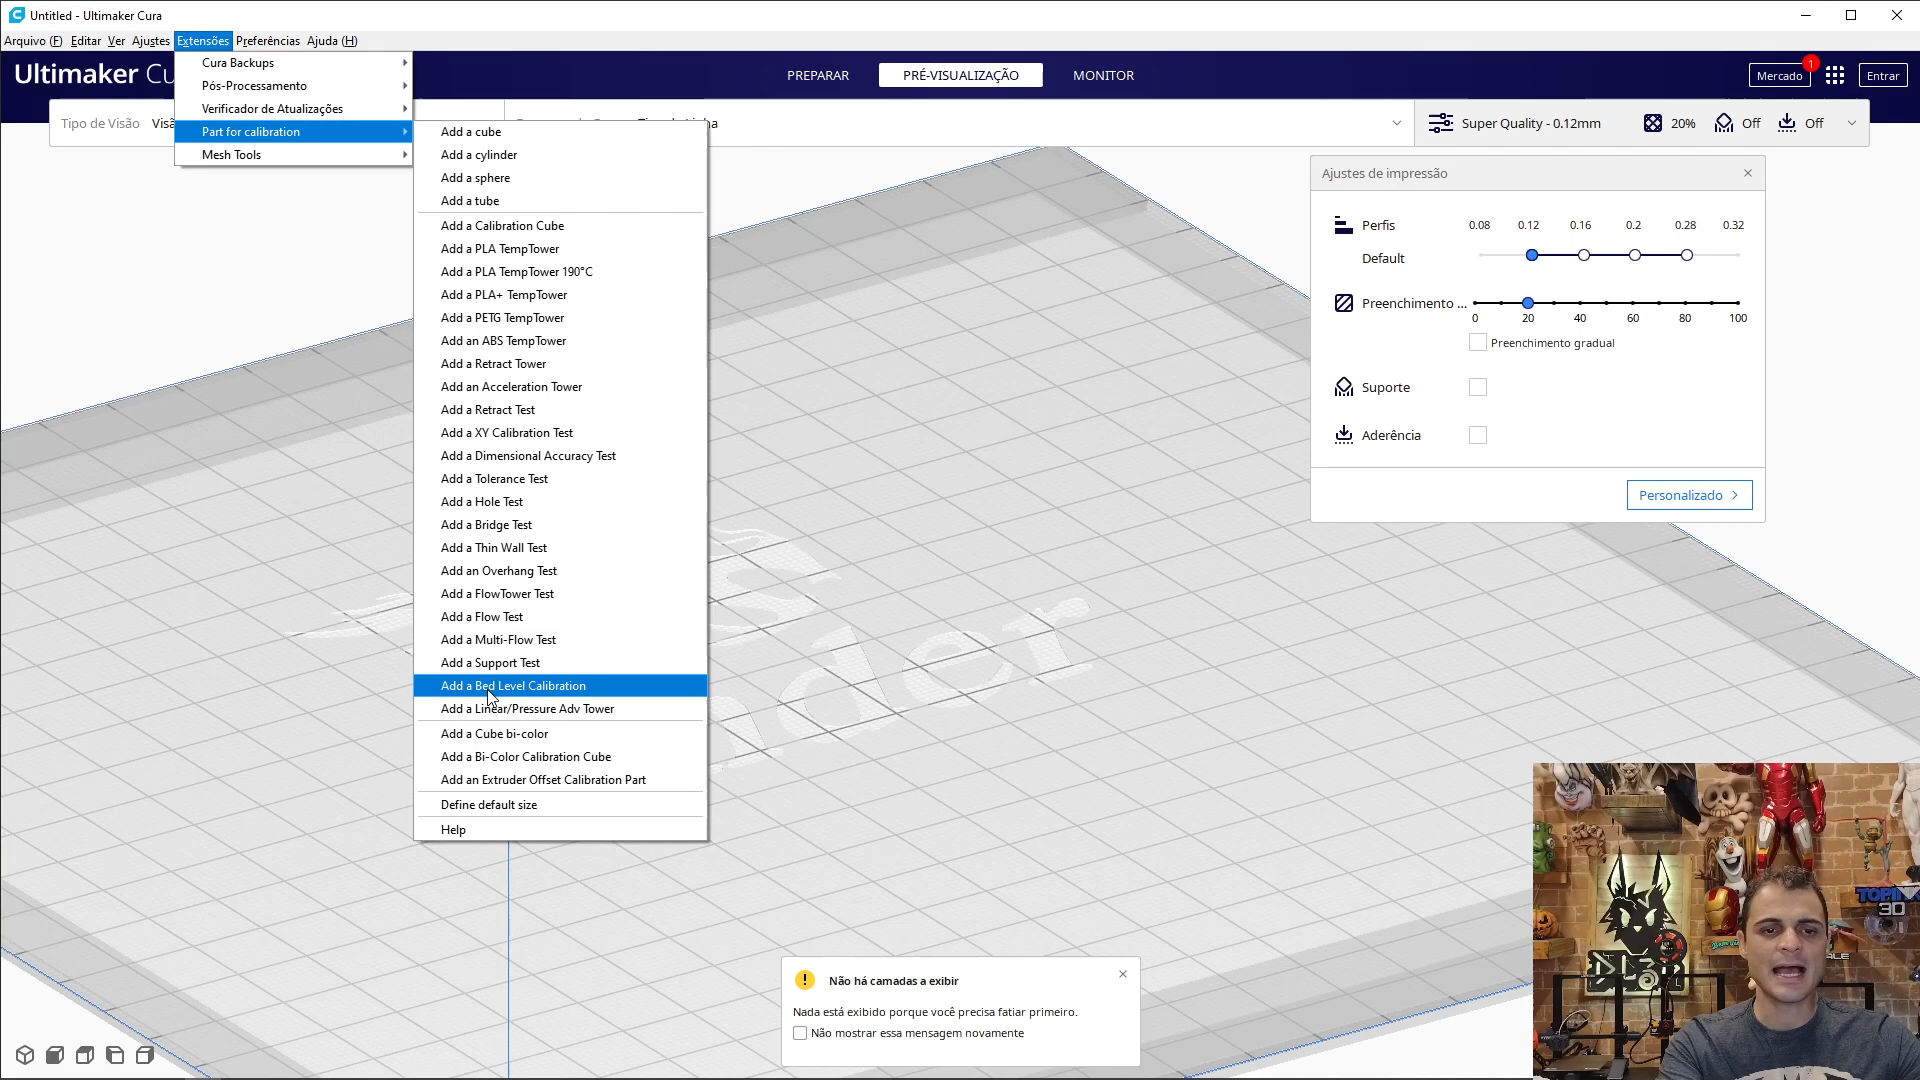 Untitled - Ultimaker Cura
Arquivo (F) Editar Ver Ajustes Extensões Preferências Ajuda (H)
Ultimaker Cu
PREPARAR PRÉ-VISUALIZAÇÃO MONITOR
Mercado 1 Entrar
Cura Backups
Pós-Processamento
Verificador de Atualizações
Part for calibration
Mesh Tools
Tipo de Visão
Super Quality - 0.12mm 20% Off Off
Add a cube
Add a cylinder
Add a sphere
Add a tube
Add a Calibration Cube
Add a PLA TempTower
Add a PLA TempTower 190°C
Add a PLA+ TempTower
Add a PETG TempTower
Add an ABS TempTower
Add a Retract Tower
Add an Acceleration Tower
Add a Retract Test
Add a XY Calibration Test
Add a Dimensional Accuracy Test
Add a Tolerance Test
Add a Hole Test
Add a Bridge Test
Add a Thin Wall Test
Add an Overhang Test
Add a FlowTower Test
Add a Flow Test
Add a Multi-Flow Test
Add a Support Test
Add a Bed Level Calibration
Add a Linear/Pressure Adv Tower
Add a Cube bi-color
Add a Bi-Color Calibration Cube
Add an Extruder Offset Calibration Part
Define default size
Help
Ajustes de impressão
Perfis 0.08 0.12 0.16 0.2 0.28 0.32
Default
Preenchimento ...
0 20 40 60 80 100
Preenchimento gradual
Suporte
Aderência
Personalizado
nder
Não há camadas a exibir
Nada está exibido porque você precisa fatiar primeiro.
Não mostrar essa mensagem novamente
3D